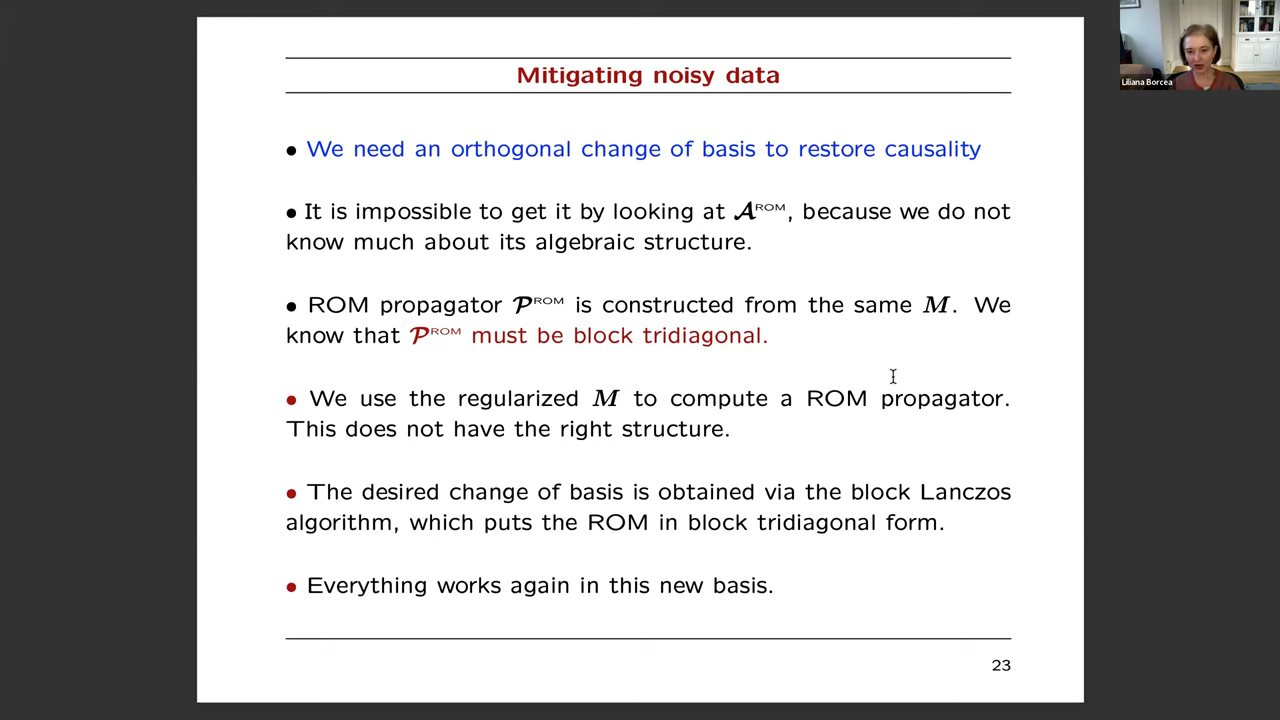 Mitigating noisy data
Liliana Borcea
• We need an orthogonal change of basis to restore causality
• It is impossible to get it by looking at 𝓐ᴿᴼᴹ, because we do not
know much about its algebraic structure.
• ROM propagator 𝓟ᴿᴼᴹ is constructed from the same 𝑴. We
know that 𝓟ᴿᴼᴹ must be block tridiagonal.
• We use the regularized 𝑴 to compute a ROM propagator.
This does not have the right structure.
• The desired change of basis is obtained via the block Lanczos
algorithm, which puts the ROM in block tridiagonal form.
• Everything works again in this new basis.
23